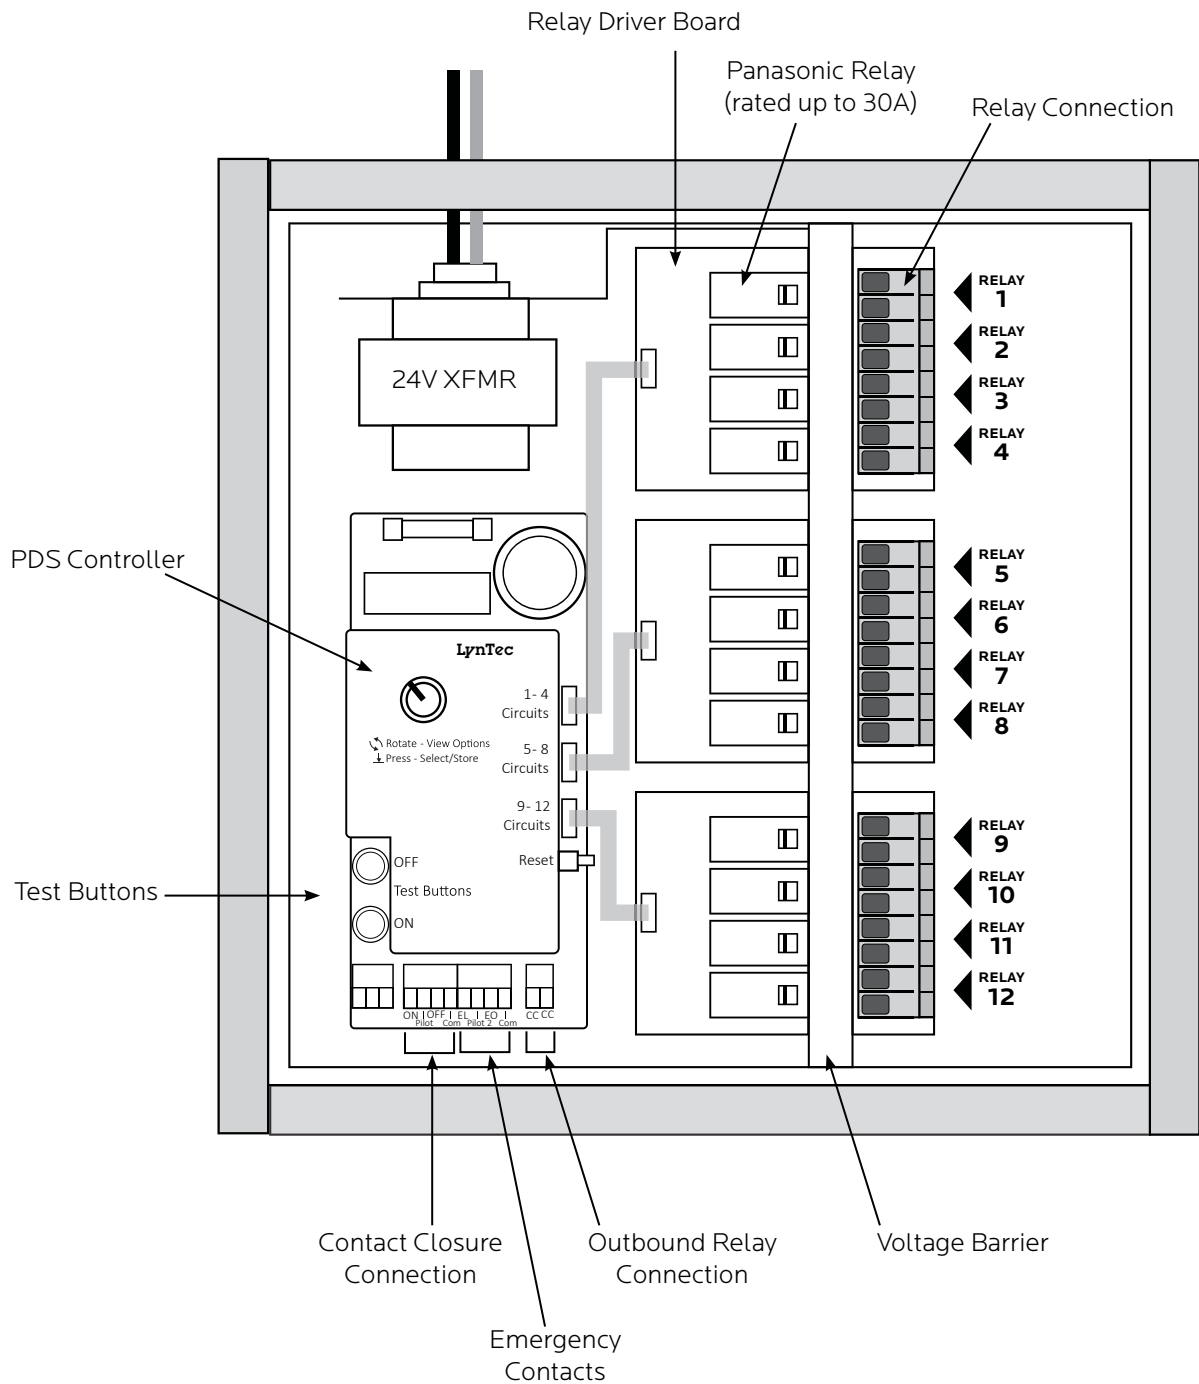 Relay Driver Board
Panasonic Relay
(rated up to 30A)
Relay Connection
RELAY
1
RELAY
2
RELAY
3
RELAY
4
24V XFMR
PDS Controller
RELAY
5
RELAY
6
RELAY
7
RELAY
8
LynTec
1- 4
Circuits
Rotate - View Options
Press - Select/Store
5- 8
Circuits
9- 12
Circuits
Reset
RELAY
9
RELAY
10
RELAY
11
RELAY
12
Test Buttons
OFF
Test Buttons
ON
ON OFF EL EO CC CC
Pilot Com Pilot 2 Com
Contact Closure
Connection
Outbound Relay
Connection
Voltage Barrier
Emergency
Contacts